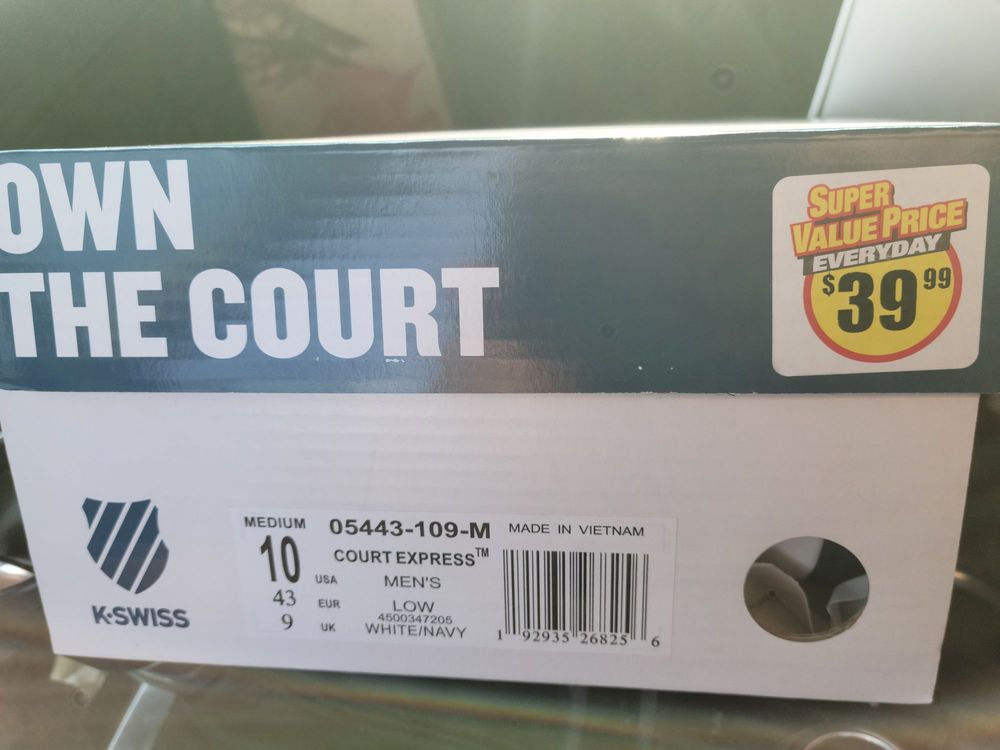 OWN
THE COURT
SUPER
VALUE PRICE
EVERYDAY
$39 99
K·SWISS
MEDIUM 05443-109-M MADE IN VIETNAM
10 USA COURT EXPRESS™
MEN'S
43 EUR LOW
4500347205
9 UK WHITE/NAVY
1 92935 26825 6